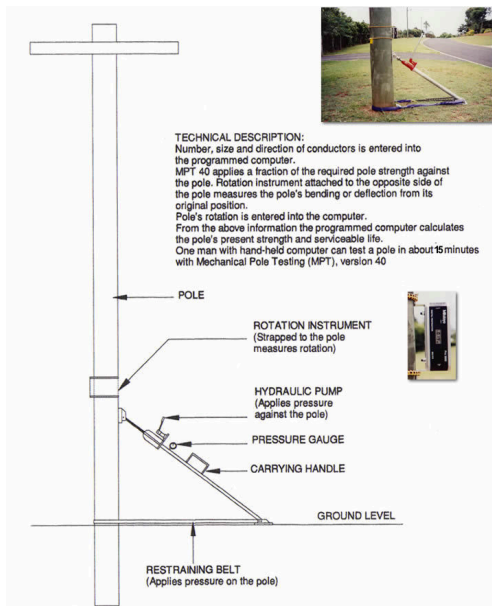 TECHNICAL DESCRIPTION:
Number, size and direction of conductors is entered into
the programmed computer.
MPT 40 applies a fraction of the required pole strength against
the pole. Rotation instrument attached to the opposite side of
the pole measures the pole's bending or deflection from its
original position.
Pole's rotation is entered into the computer.
From the above information the programmed computer calculates
the pole's present strength and serviceable life.
One man with hand-held computer can test a pole in about 15 minutes
with Mechanical Pole Testing (MPT), version 40
POLE
ROTATION INSTRUMENT
(Strapped to the pole
measures rotation)
HYDRAULIC PUMP
(Applies pressure
against the pole)
PRESSURE GAUGE
CARRYING HANDLE
GROUND LEVEL
RESTRAINING BELT
(Applies pressure on the pole)